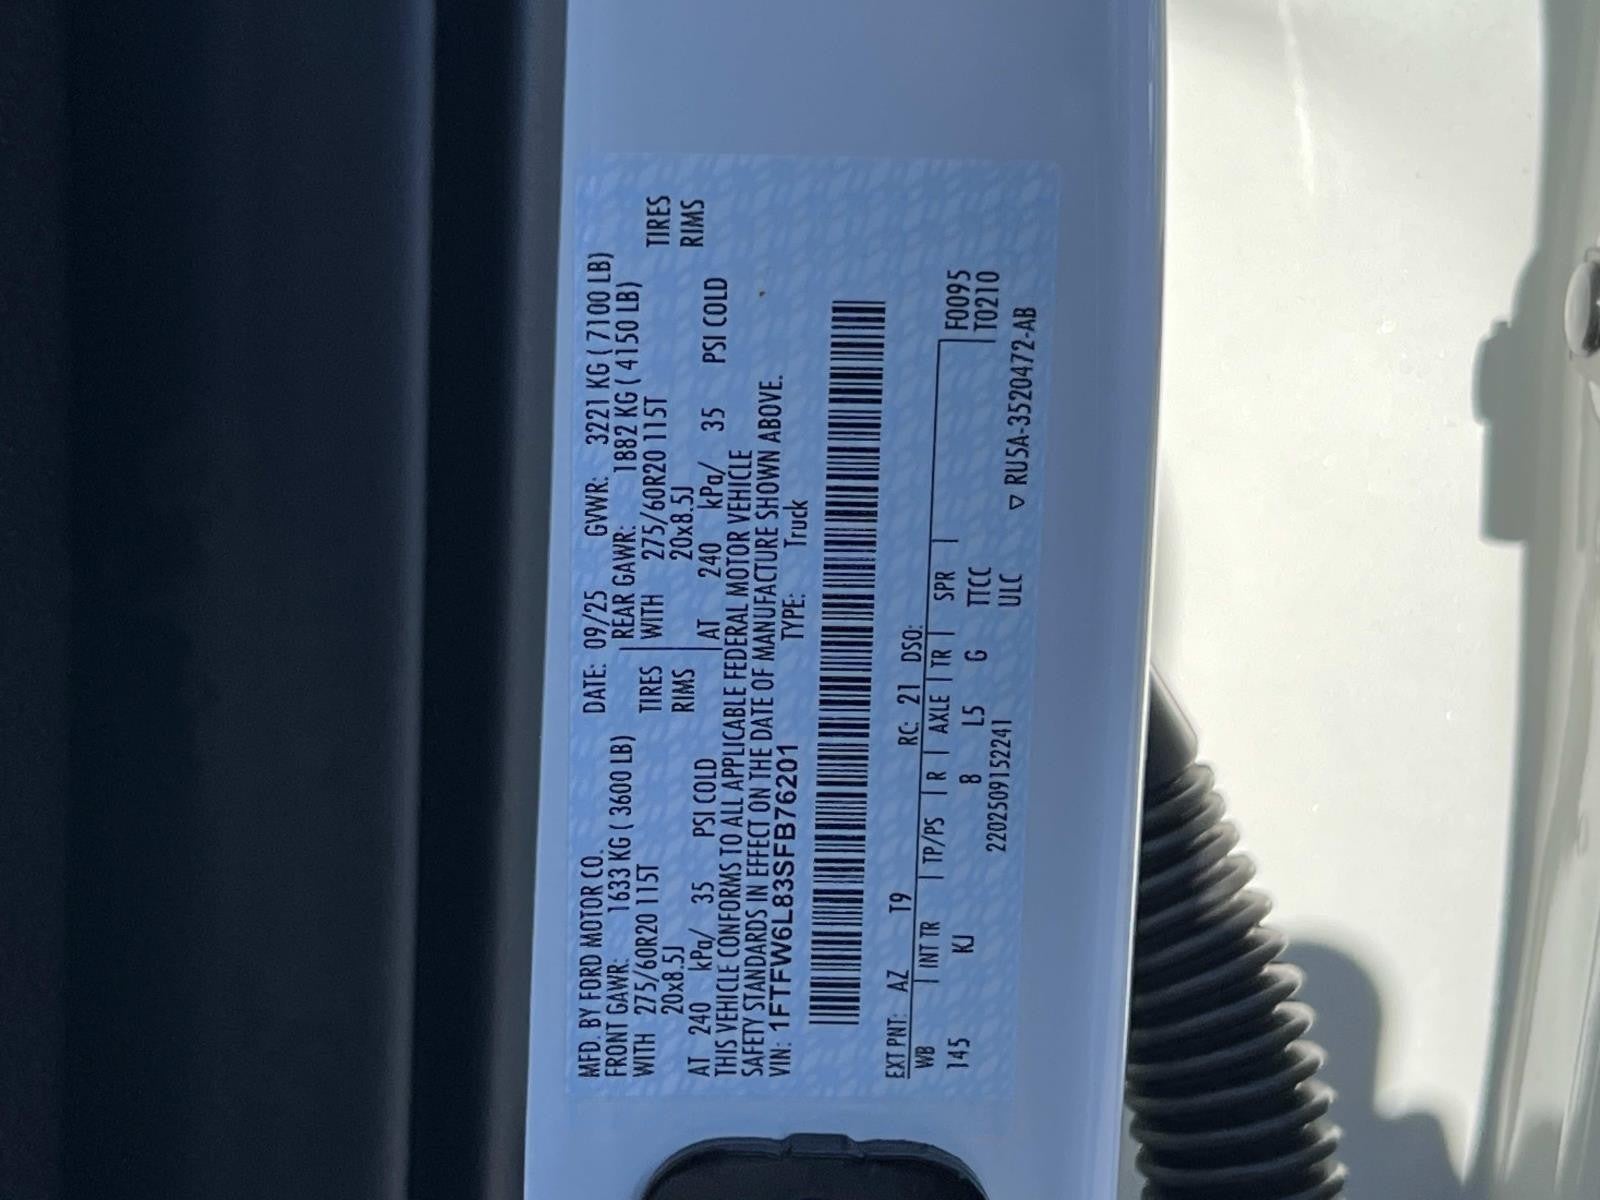 MFD. BY FORD MOTOR CO.
DATE: 09/25 GVWR: 3221 KG ( 7100 LB)
FRONT GAWR: 1633 KG ( 3600 LB)
REAR GAWR: 1882 KG ( 4150 LB)
WITH 275/60R20 115T TIRES
WITH 275/60R20 115T TIRES
20x8.5J RIMS
20x8.5J RIMS
AT 240 kPa/ 35 PSI COLD
AT 240 kPa/ 35 PSI COLD
THIS VEHICLE CONFORMS TO ALL APPLICABLE FEDERAL MOTOR VEHICLE
SAFETY STANDARDS IN EFFECT ON THE DATE OF MANUFACTURE SHOWN ABOVE.
VIN: 1FTFW6L83SFB76201
TYPE: Truck
EXT PNT: AZ T9 RC: 21 DSO:
WB INT TR TP/PS R AXLE TR SPR F0095
145 KJ 8 L5 G TTCC T0210
220250915224​1 ULC ▽ RU5A-3520472-AB